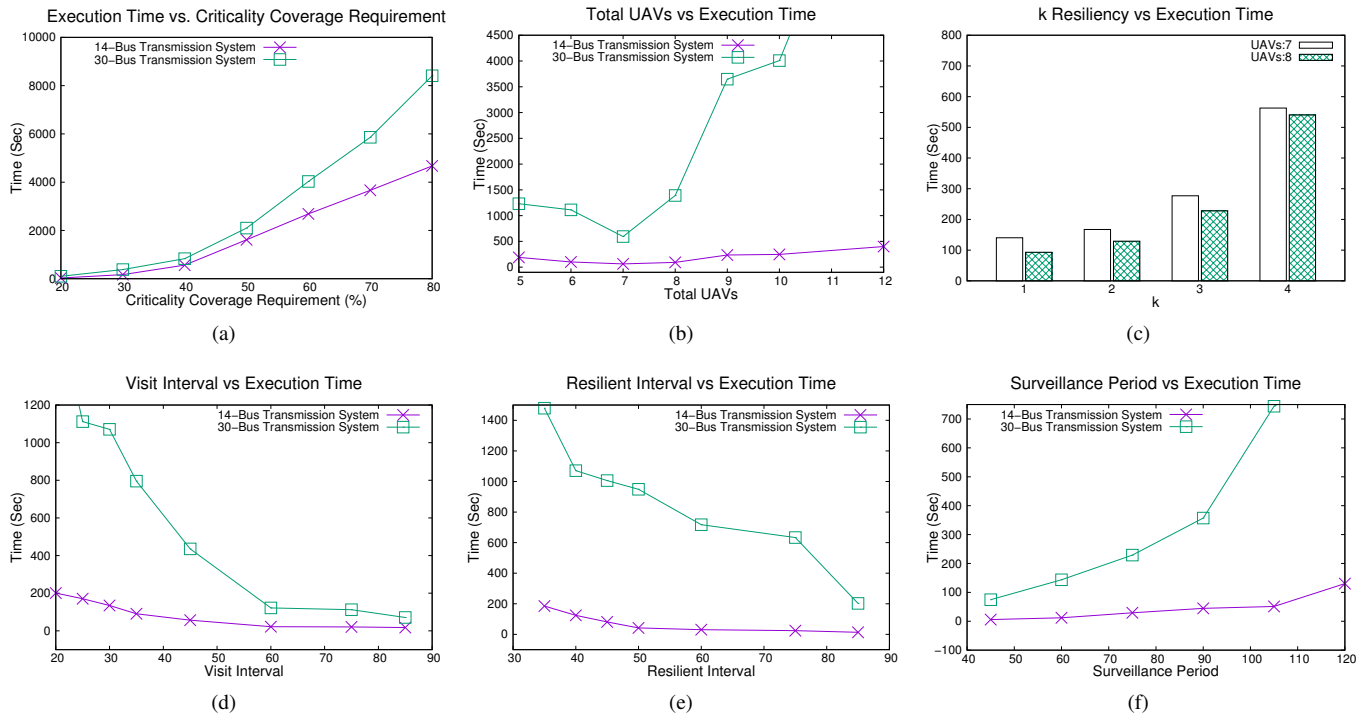 Execution Time vs. Criticality Coverage Requirement
14-Bus Transmission System
30-Bus Transmission System
10000
8000
6000
4000
2000
0
Time (Sec)
20 30 40 50 60 70 80
Criticality Coverage Requirement (%)
(a)
Total UAVs vs Execution Time
14-Bus Transmission System
30-Bus Transmission System
4500
4000
3500
3000
2500
2000
1500
1000
500
0
Time (Sec)
5 6 7 8 9 10 11 12
Total UAVs
(b)
k Resiliency vs Execution Time
UAVs:7
UAVs:8
800
700
600
500
400
300
200
100
0
Time (Sec)
1 2 3 4
k
(c)
Visit Interval vs Execution Time
14-Bus Transmission System
30-Bus Transmission System
1200
1000
800
600
400
200
0
Time (Sec)
20 30 40 50 60 70 80 90
Visit Interval
(d)
Resilient Interval vs Execution Time
14-Bus Transmission System
30-Bus Transmission System
1400
1200
1000
800
600
400
200
0
Time (Sec)
30 40 50 60 70 80 90
Resilient Interval
(e)
Surveillance Period vs Execution Time
14-Bus Transmission System
30-Bus Transmission System
700
600
500
400
300
200
100
0
-100
Time (Sec)
40 50 60 70 80 90 100 110 120
Surveillance Period
(f)